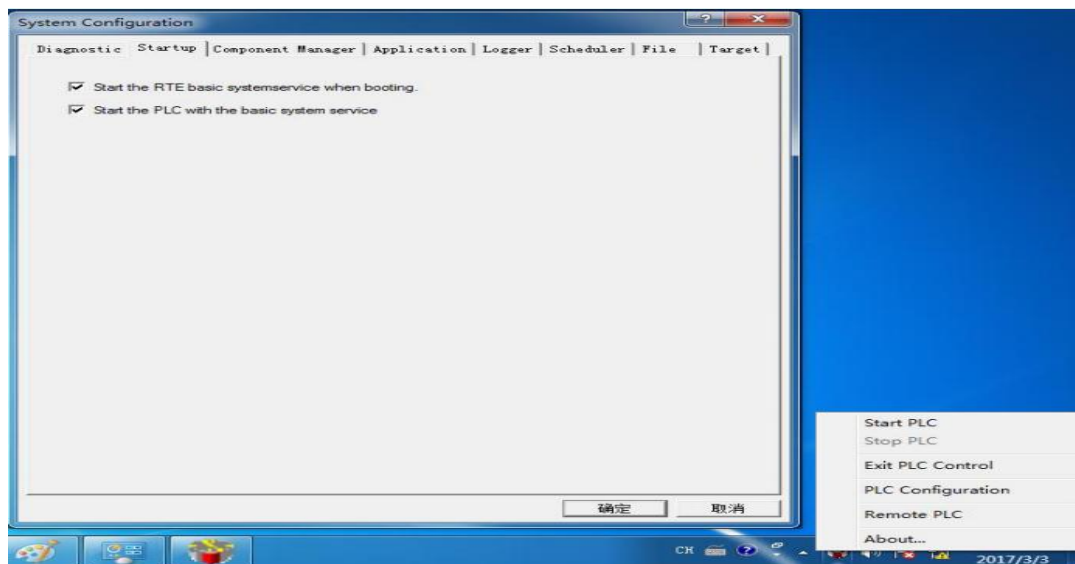 System Configuration
Diagnostic Startup Component Manager Application Logger Scheduler File Target
Start the RTE basic systemservice when booting.
Start the PLC with the basic system service
确定 取消
Start PLC
Stop PLC
Exit PLC Control
PLC Configuration
Remote PLC
About...
CH
2017/3/3